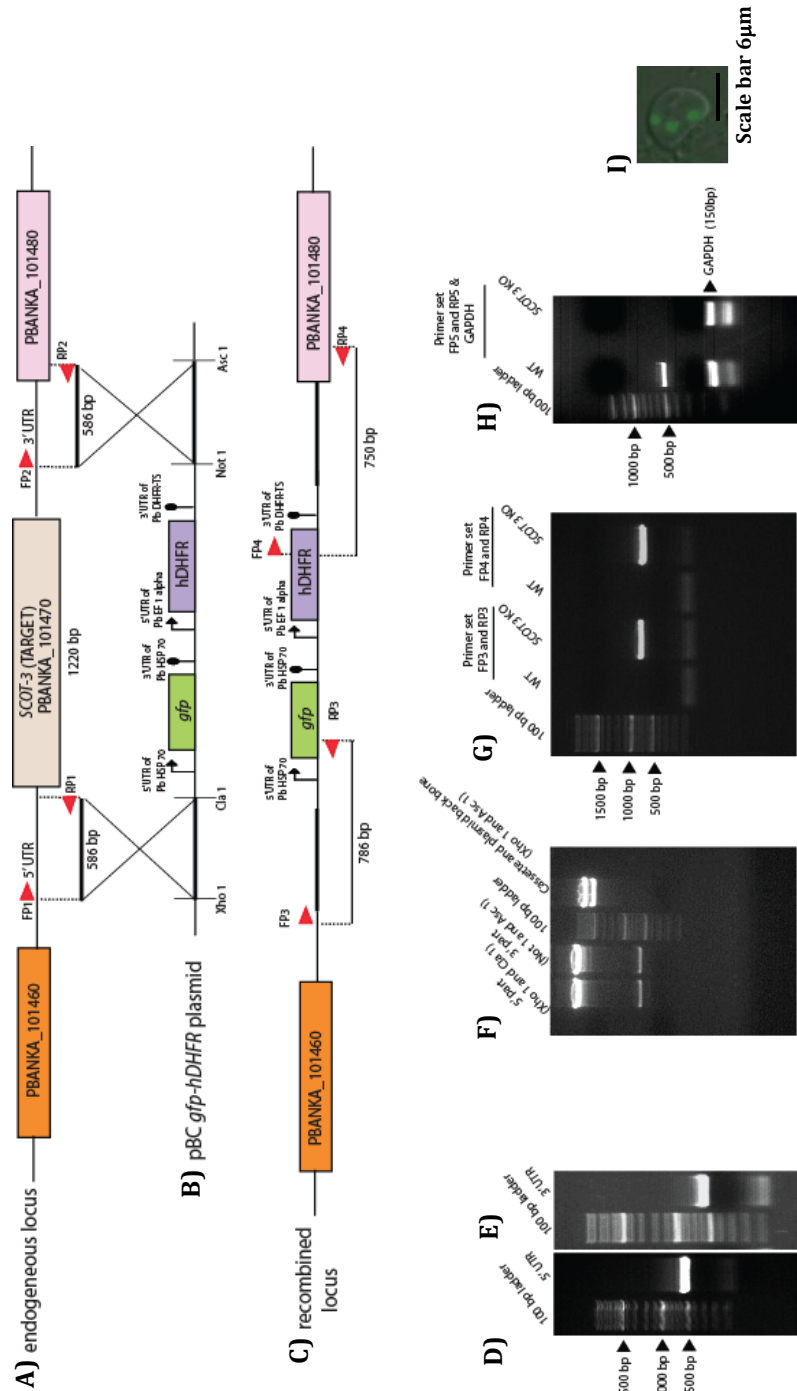 A) endogeneous locus
PBANKA_101460
FP1
5'UTR
RP1
586 bp
SCOT-3 (TARGET)
PBANKA_101470
1220 bp
FP2
3'UTR
RP2
586 bp
PBANKA_101480
B) pBC gfp-hDHFR plasmid
Xho 1
Cla 1
5'UTR of
Pb HSP 70
gfp
3'UTR of
Pb HSP 70
5'UTR of
Pb EF 1 alpha
hDHFR
3'UTR of
Pb DHFR-TS
Not 1
Asc 1
C) recombined
locus
PBANKA_101460
FP3
786 bp
5'UTR of
Pb HSP 70
gfp
RP3
3'UTR of
Pb HSP 70
5'UTR of
Pb EF 1 alpha
FP4
hDHFR
3'UTR of
Pb DHFR-TS
750 bp
RP4
PBANKA_101480
D)
100 bp ladder
5' UTR
500 bp
000 bp
500 bp
E)
100 bp ladder
3' UTR
F)
5' part
(Xho 1 and Cla 1)
3' part
(Not 1 and Asc 1)
100 bp ladder
Cassette and plasmid back bone
(Xho 1 and Asc 1)
G)
Primer set
FP3 and RP3
Primer set
FP4 and RP4
100 bp ladder
WT
SCOT 3 KO
WT
SCOT 3 KO
1500 bp
1000 bp
500 bp
H)
Primer set
FP5 and RP5 &
GAPDH
100 bp ladder
WT
SCOT 3 KO
1000 bp
500 bp
GAPDH (150bp)
I)
Scale bar 6µm